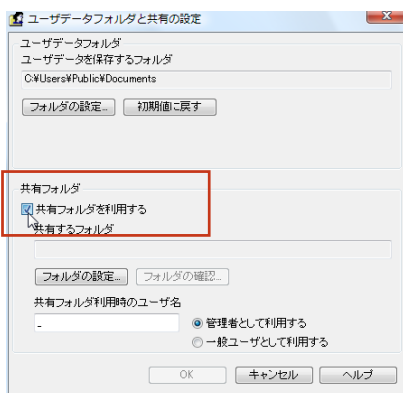 ユーザデータフォルダと共有の設定
ユーザデータフォルダ
ユーザデータを保存するフォルダ
C:¥Users¥Public¥Documents
フォルダの設定... 初期値に戻す
共有フォルダ
共有フォルダを利用する
共有するフォルダ
フォルダの設定... フォルダの確認...
共有フォルダ利用時のユーザ名
-
管理者として利用する
一般ユーザとして利用する
OK キャンセル ヘルプ